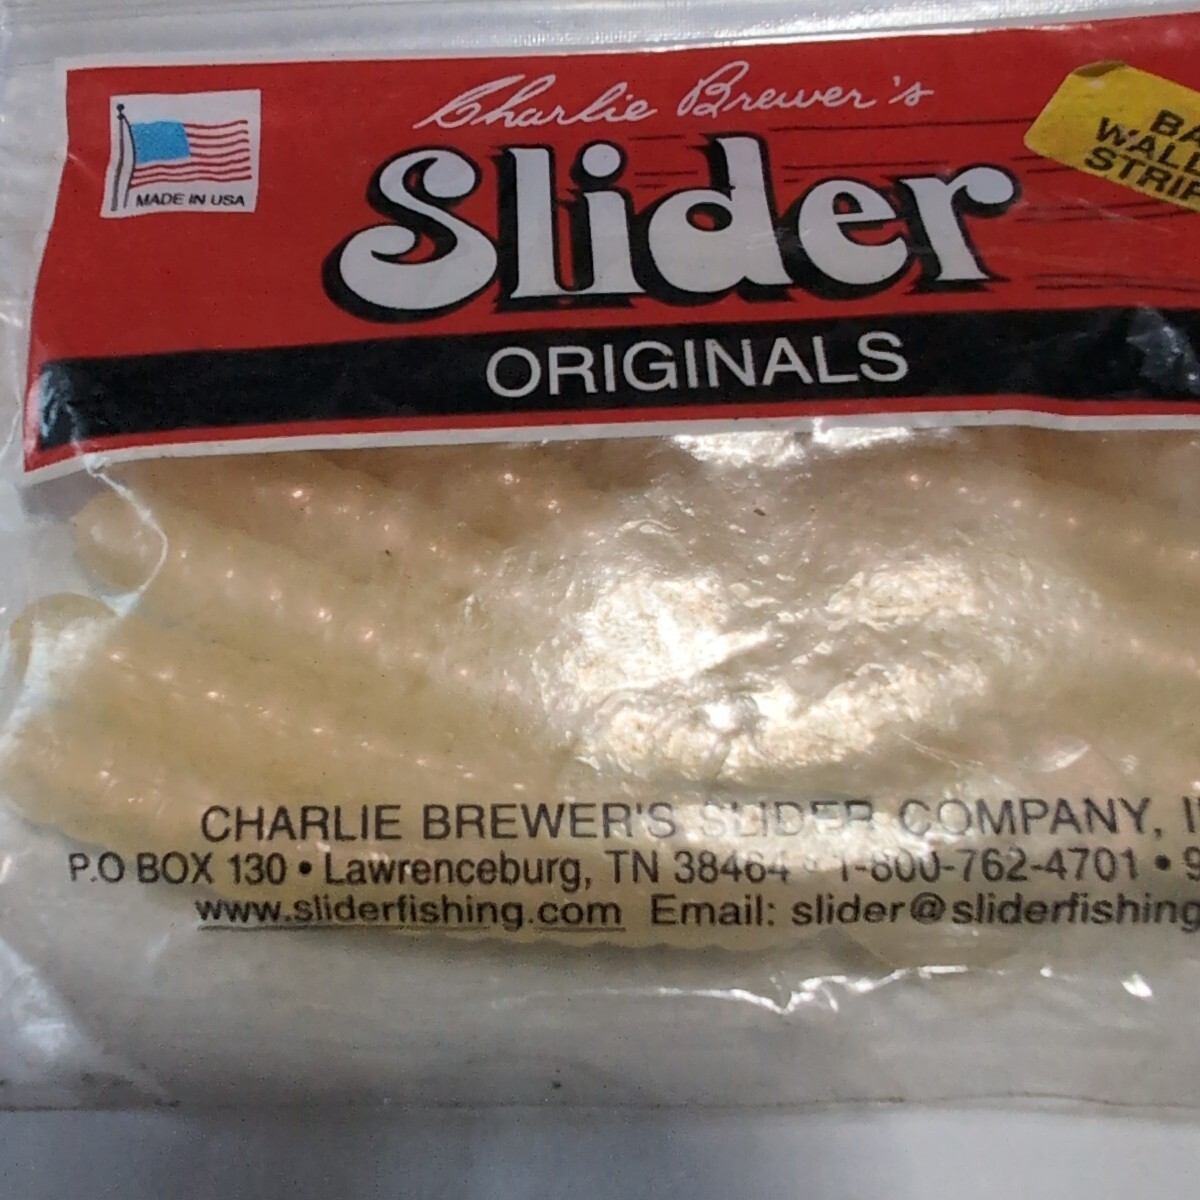 MADE IN USA
Charlie Brewer's
Slider
ORIGINALS
CHARLIE BREWER'S SLIDER COMPANY,
P.O BOX 130 • Lawrenceburg, TN 38464 • 1-800-762-4701 • 9
www.sliderfishing.com Email: slider@sliderfishing